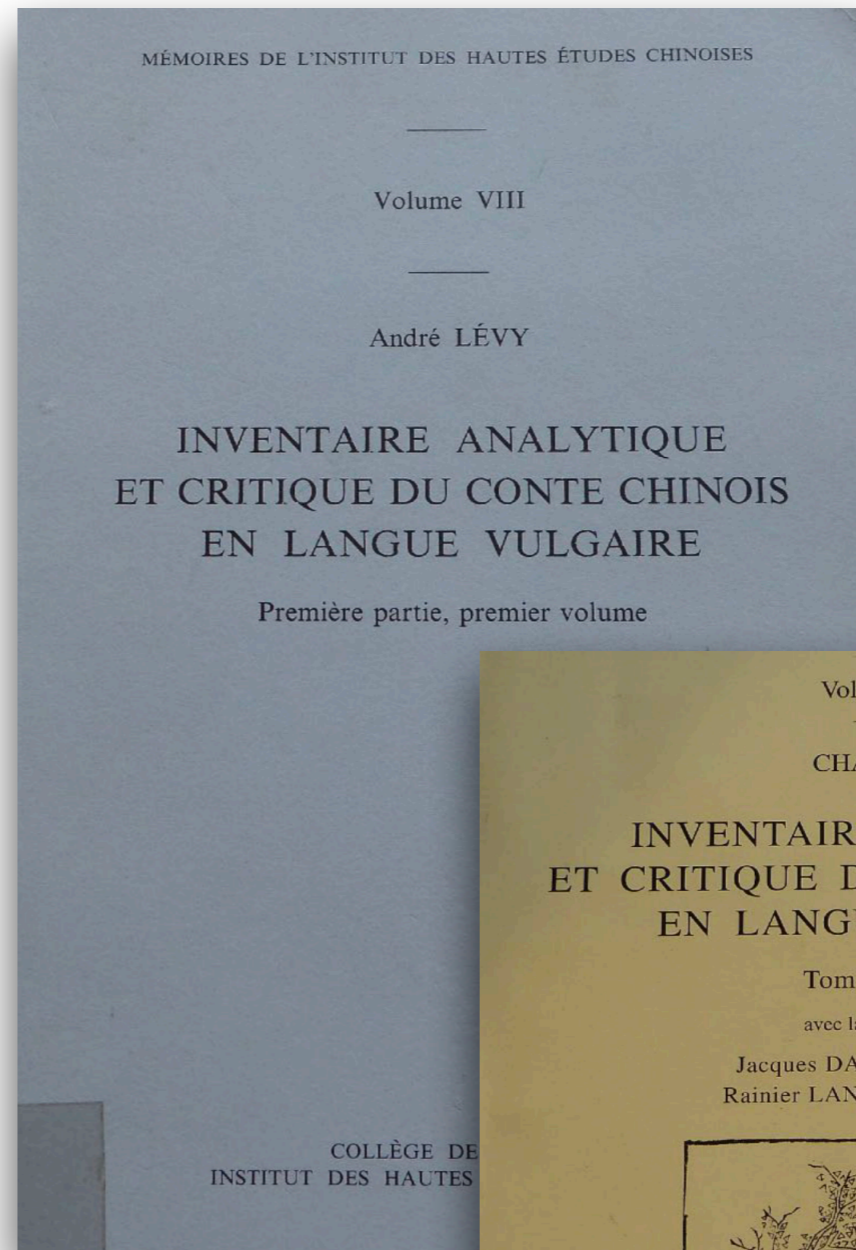 MÉMOIRES DE L'INSTITUT DES HAUTES ÉTUDES CHINOISES
Volume VIII
André LÉVY
INVENTAIRE ANALYTIQUE
ET CRITIQUE DU CONTE CHINOIS
EN LANGUE VULGAIRE
Première partie, premier volume
COLLÈGE DE
INSTITUT DES HAUTES
Vol
CHA
INVENTAIR
ET CRITIQUE D
EN LANG
Tom
avec l
Jacques DA
Rainier LAN